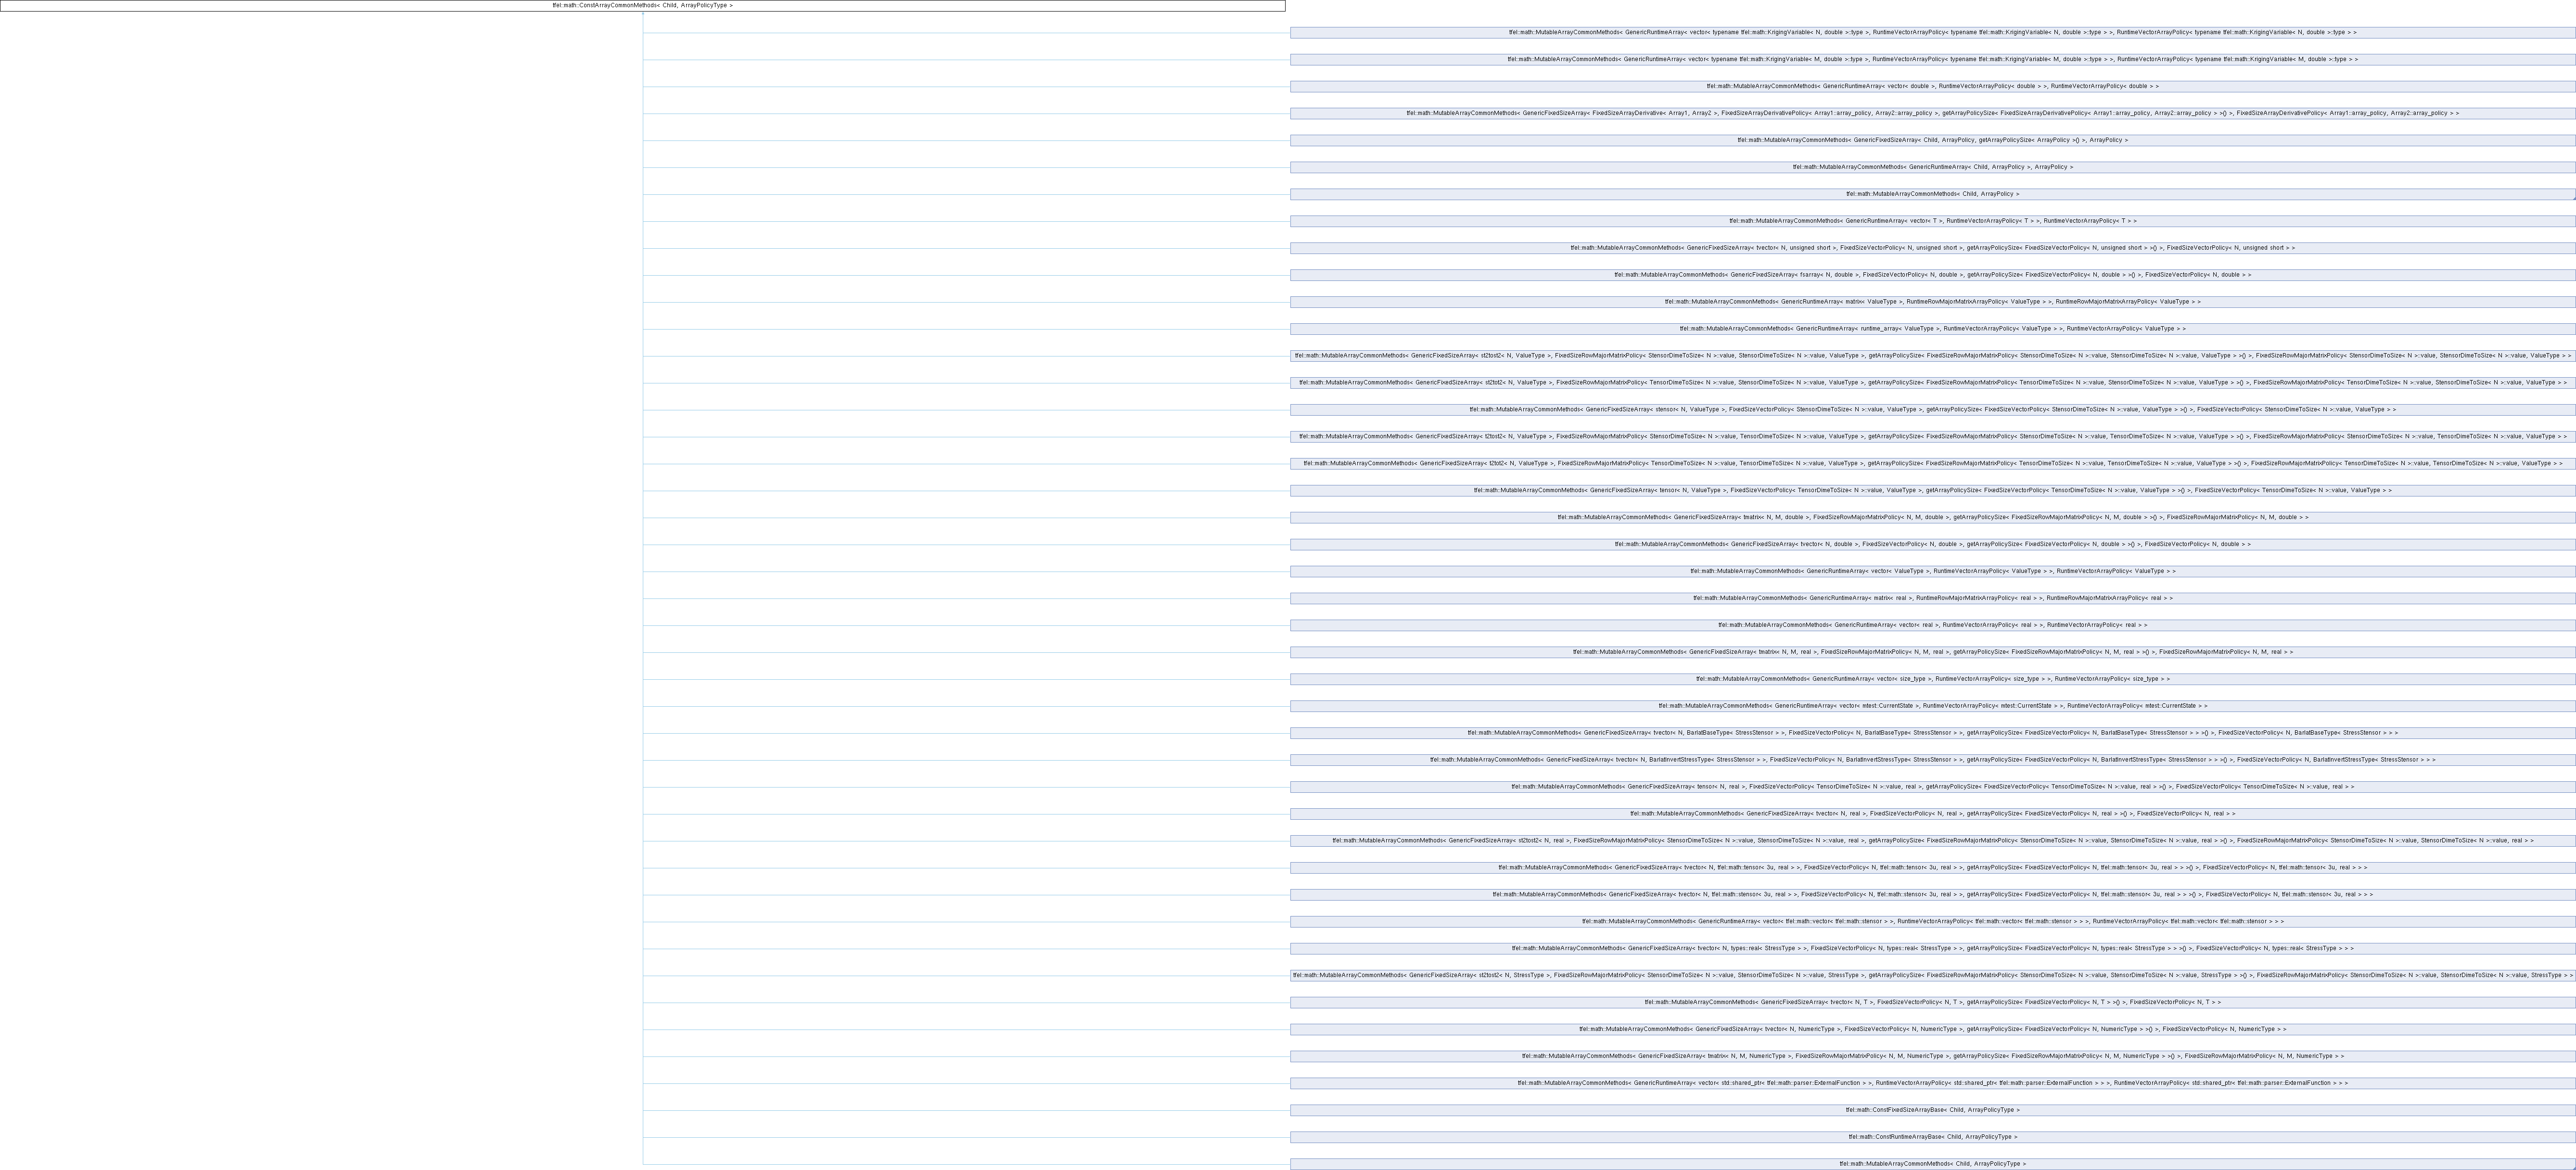 tfel::math::ConstArrayCommonMethods< Child, ArrayPolicyType >
tfel::math::MutableArrayCommonMethods< GenericRuntimeArray< vector< typename tfel::math::KrigingVariable< N, double >::type >, RuntimeVectorArrayPolicy< typename tfel::math::KrigingVariable< N, double >::type > >, RuntimeVectorArrayPolicy< typename tfel::math::KrigingVariable< N, double >::type > >
tfel::math::MutableArrayCommonMethods< GenericRuntimeArray< vector< typename tfel::math::KrigingVariable< M, double >::type >, RuntimeVectorArrayPolicy< typename tfel::math::KrigingVariable< M, double >::type > >, RuntimeVectorArrayPolicy< typename tfel::math::KrigingVariable< M, double >::type > >
tfel::math::MutableArrayCommonMethods< GenericRuntimeArray< vector< double >, RuntimeVectorArrayPolicy< double > >, RuntimeVectorArrayPolicy< double > >
tfel::math::MutableArrayCommonMethods< GenericFixedSizeArray< FixedSizeArrayDerivative< Array1, Array2 >, FixedSizeArrayDerivativePolicy< Array1::array_policy, Array2::array_policy >, getArrayPolicySize< FixedSizeArrayDerivativePolicy< Array1::array_policy, Array2::array_policy > >() >, FixedSizeArrayDerivativePolicy< Array1::array_policy, Array2::array_policy > >
tfel::math::MutableArrayCommonMethods< GenericFixedSizeArray< Child, ArrayPolicy, getArrayPolicySize< ArrayPolicy >() >, ArrayPolicy >
tfel::math::MutableArrayCommonMethods< GenericRuntimeArray< Child, ArrayPolicy >, ArrayPolicy >
tfel::math::MutableArrayCommonMethods< Child, ArrayPolicy >
tfel::math::MutableArrayCommonMethods< GenericRuntimeArray< vector< T >, RuntimeVectorArrayPolicy< T > >, RuntimeVectorArrayPolicy< T > >
tfel::math::MutableArrayCommonMethods< GenericFixedSizeArray< tvector< N, unsigned short >, FixedSizeVectorPolicy< N, unsigned short >, getArrayPolicySize< FixedSizeVectorPolicy< N, unsigned short > >() >, FixedSizeVectorPolicy< N, unsigned short > >
tfel::math::MutableArrayCommonMethods< GenericFixedSizeArray< fsarray< N, double >, FixedSizeVectorPolicy< N, double >, getArrayPolicySize< FixedSizeVectorPolicy< N, double > >() >, FixedSizeVectorPolicy< N, double > >
tfel::math::MutableArrayCommonMethods< GenericRuntimeArray< matrix< ValueType >, RuntimeRowMajorMatrixArrayPolicy< ValueType > >, RuntimeRowMajorMatrixArrayPolicy< ValueType > >
tfel::math::MutableArrayCommonMethods< GenericRuntimeArray< runtime_array< ValueType >, RuntimeVectorArrayPolicy< ValueType > >, RuntimeVectorArrayPolicy< ValueType > >
tfel::math::MutableArrayCommonMethods< GenericFixedSizeArray< st2tost2< N, ValueType >, FixedSizeRowMajorMatrixPolicy< StensorDimeToSize< N >::value, StensorDimeToSize< N >::value, ValueType >, getArrayPolicySize< FixedSizeRowMajorMatrixPolicy< StensorDimeToSize< N >::value, StensorDimeToSize< N >::value, ValueType > >() >, FixedSizeRowMajorMatrixPolicy< StensorDimeToSize< N >::value, StensorDimeToSize< N >::value, ValueType > >
tfel::math::MutableArrayCommonMethods< GenericFixedSizeArray< st2tot2< N, ValueType >, FixedSizeRowMajorMatrixPolicy< TensorDimeToSize< N >::value, StensorDimeToSize< N >::value, ValueType >, getArrayPolicySize< FixedSizeRowMajorMatrixPolicy< TensorDimeToSize< N >::value, StensorDimeToSize< N >::value, ValueType > >() >, FixedSizeRowMajorMatrixPolicy< TensorDimeToSize< N >::value, StensorDimeToSize< N >::value, ValueType > >
tfel::math::MutableArrayCommonMethods< GenericFixedSizeArray< stensor< N, ValueType >, FixedSizeVectorPolicy< StensorDimeToSize< N >::value, ValueType >, getArrayPolicySize< FixedSizeVectorPolicy< StensorDimeToSize< N >::value, ValueType > >() >, FixedSizeVectorPolicy< StensorDimeToSize< N >::value, ValueType > >
tfel::math::MutableArrayCommonMethods< GenericFixedSizeArray< t2tost2< N, ValueType >, FixedSizeRowMajorMatrixPolicy< StensorDimeToSize< N >::value, TensorDimeToSize< N >::value, ValueType >, getArrayPolicySize< FixedSizeRowMajorMatrixPolicy< StensorDimeToSize< N >::value, TensorDimeToSize< N >::value, ValueType > >() >, FixedSizeRowMajorMatrixPolicy< StensorDimeToSize< N >::value, TensorDimeToSize< N >::value, ValueType > >
tfel::math::MutableArrayCommonMethods< GenericFixedSizeArray< t2tot2< N, ValueType >, FixedSizeRowMajorMatrixPolicy< TensorDimeToSize< N >::value, TensorDimeToSize< N >::value, ValueType >, getArrayPolicySize< FixedSizeRowMajorMatrixPolicy< TensorDimeToSize< N >::value, TensorDimeToSize< N >::value, ValueType > >() >, FixedSizeRowMajorMatrixPolicy< TensorDimeToSize< N >::value, TensorDimeToSize< N >::value, ValueType > >
tfel::math::MutableArrayCommonMethods< GenericFixedSizeArray< tensor< N, ValueType >, FixedSizeVectorPolicy< TensorDimeToSize< N >::value, ValueType >, getArrayPolicySize< FixedSizeVectorPolicy< TensorDimeToSize< N >::value, ValueType > >() >, FixedSizeVectorPolicy< TensorDimeToSize< N >::value, ValueType > >
tfel::math::MutableArrayCommonMethods< GenericFixedSizeArray< tmatrix< N, M, double >, FixedSizeRowMajorMatrixPolicy< N, M, double >, getArrayPolicySize< FixedSizeRowMajorMatrixPolicy< N, M, double > >() >, FixedSizeRowMajorMatrixPolicy< N, M, double > >
tfel::math::MutableArrayCommonMethods< GenericFixedSizeArray< tvector< N, double >, FixedSizeVectorPolicy< N, double >, getArrayPolicySize< FixedSizeVectorPolicy< N, double > >() >, FixedSizeVectorPolicy< N, double > >
tfel::math::MutableArrayCommonMethods< GenericRuntimeArray< vector< ValueType >, RuntimeVectorArrayPolicy< ValueType > >, RuntimeVectorArrayPolicy< ValueType > >
tfel::math::MutableArrayCommonMethods< GenericRuntimeArray< matrix< real >, RuntimeRowMajorMatrixArrayPolicy< real > >, RuntimeRowMajorMatrixArrayPolicy< real > >
tfel::math::MutableArrayCommonMethods< GenericRuntimeArray< vector< real >, RuntimeVectorArrayPolicy< real > >, RuntimeVectorArrayPolicy< real > >
tfel::math::MutableArrayCommonMethods< GenericFixedSizeArray< tmatrix< N, M, real >, FixedSizeRowMajorMatrixPolicy< N, M, real >, getArrayPolicySize< FixedSizeRowMajorMatrixPolicy< N, M, real > >() >, FixedSizeRowMajorMatrixPolicy< N, M, real > >
tfel::math::MutableArrayCommonMethods< GenericRuntimeArray< vector< size_type >, RuntimeVectorArrayPolicy< size_type > >, RuntimeVectorArrayPolicy< size_type > >
tfel::math::MutableArrayCommonMethods< GenericRuntimeArray< vector< mtest::CurrentState >, RuntimeVectorArrayPolicy< mtest::CurrentState > >, RuntimeVectorArrayPolicy< mtest::CurrentState > >
tfel::math::MutableArrayCommonMethods< GenericFixedSizeArray< tvector< N, BarlatBaseType< StressStensor > >, FixedSizeVectorPolicy< N, BarlatBaseType< StressStensor > >, getArrayPolicySize< FixedSizeVectorPolicy< N, BarlatBaseType< StressStensor > > >() >, FixedSizeVectorPolicy< N, BarlatBaseType< StressStensor > > >
tfel::math::MutableArrayCommonMethods< GenericFixedSizeArray< tvector< N, BarlatInvertStressType< StressStensor > >, FixedSizeVectorPolicy< N, BarlatInvertStressType< StressStensor > >, getArrayPolicySize< FixedSizeVectorPolicy< N, BarlatInvertStressType< StressStensor > > >() >, FixedSizeVectorPolicy< N, BarlatInvertStressType< StressStensor > > >
tfel::math::MutableArrayCommonMethods< GenericFixedSizeArray< tensor< N, real >, FixedSizeVectorPolicy< TensorDimeToSize< N >::value, real >, getArrayPolicySize< FixedSizeVectorPolicy< TensorDimeToSize< N >::value, real > >() >, FixedSizeVectorPolicy< TensorDimeToSize< N >::value, real > >
tfel::math::MutableArrayCommonMethods< GenericFixedSizeArray< tvector< N, real >, FixedSizeVectorPolicy< N, real >, getArrayPolicySize< FixedSizeVectorPolicy< N, real > >() >, FixedSizeVectorPolicy< N, real > >
tfel::math::MutableArrayCommonMethods< GenericFixedSizeArray< st2tost2< N, real >, FixedSizeRowMajorMatrixPolicy< StensorDimeToSize< N >::value, StensorDimeToSize< N >::value, real >, getArrayPolicySize< FixedSizeRowMajorMatrixPolicy< StensorDimeToSize< N >::value, StensorDimeToSize< N >::value, real > >() >, FixedSizeRowMajorMatrixPolicy< StensorDimeToSize< N >::value, StensorDimeToSize< N >::value, real > >
tfel::math::MutableArrayCommonMethods< GenericFixedSizeArray< tvector< N, tfel::math::tensor< 3u, real > >, FixedSizeVectorPolicy< N, tfel::math::tensor< 3u, real > >, getArrayPolicySize< FixedSizeVectorPolicy< N, tfel::math::tensor< 3u, real > > >() >, FixedSizeVectorPolicy< N, tfel::math::tensor< 3u, real > > >
tfel::math::MutableArrayCommonMethods< GenericFixedSizeArray< tvector< N, tfel::math::stensor< 3u, real > >, FixedSizeVectorPolicy< N, tfel::math::stensor< 3u, real > >, getArrayPolicySize< FixedSizeVectorPolicy< N, tfel::math::stensor< 3u, real > > >() >, FixedSizeVectorPolicy< N, tfel::math::stensor< 3u, real > > >
tfel::math::MutableArrayCommonMethods< GenericRuntimeArray< vector< tfel::math::vector< tfel::math::stensor > >, RuntimeVectorArrayPolicy< tfel::math::vector< tfel::math::stensor > > >, RuntimeVectorArrayPolicy< tfel::math::vector< tfel::math::stensor > > >
tfel::math::MutableArrayCommonMethods< GenericFixedSizeArray< tvector< N, types::real< StressType > >, FixedSizeVectorPolicy< N, types::real< StressType > >, getArrayPolicySize< FixedSizeVectorPolicy< N, types::real< StressType > > >() >, FixedSizeVectorPolicy< N, types::real< StressType > > >
tfel::math::MutableArrayCommonMethods< GenericFixedSizeArray< st2tost2< N, StressType >, FixedSizeRowMajorMatrixPolicy< StensorDimeToSize< N >::value, StensorDimeToSize< N >::value, StressType >, getArrayPolicySize< FixedSizeRowMajorMatrixPolicy< StensorDimeToSize< N >::value, StensorDimeToSize< N >::value, StressType > >() >, FixedSizeRowMajorMatrixPolicy< StensorDimeToSize< N >::value, StensorDimeToSize< N >::value, StressType > >
tfel::math::MutableArrayCommonMethods< GenericFixedSizeArray< tvector< N, T >, FixedSizeVectorPolicy< N, T >, getArrayPolicySize< FixedSizeVectorPolicy< N, T > >() >, FixedSizeVectorPolicy< N, T > >
tfel::math::MutableArrayCommonMethods< GenericFixedSizeArray< tvector< N, NumericType >, FixedSizeVectorPolicy< N, NumericType >, getArrayPolicySize< FixedSizeVectorPolicy< N, NumericType > >() >, FixedSizeVectorPolicy< N, NumericType > >
tfel::math::MutableArrayCommonMethods< GenericFixedSizeArray< tmatrix< N, M, NumericType >, FixedSizeRowMajorMatrixPolicy< N, M, NumericType >, getArrayPolicySize< FixedSizeRowMajorMatrixPolicy< N, M, NumericType > >() >, FixedSizeRowMajorMatrixPolicy< N, M, NumericType > >
tfel::math::MutableArrayCommonMethods< GenericRuntimeArray< vector< std::shared_ptr< tfel::math::parser::ExternalFunction > >, RuntimeVectorArrayPolicy< std::shared_ptr< tfel::math::parser::ExternalFunction > > >, RuntimeVectorArrayPolicy< std::shared_ptr< tfel::math::parser::ExternalFunction > > >
tfel::math::ConstFixedSizeArrayBase< Child, ArrayPolicyType >
tfel::math::ConstRuntimeArrayBase< Child, ArrayPolicyType >
tfel::math::MutableArrayCommonMethods< Child, ArrayPolicyType >